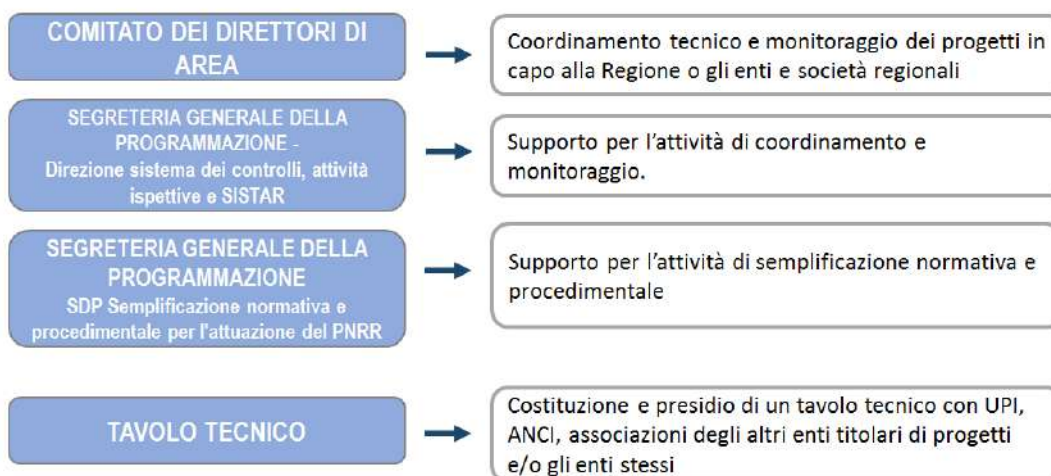 COMITATO DEI DIRETTORI DI
AREA
Coordinamento tecnico e monitoraggio dei progetti in
capo alla Regione o gli enti e società regionali
SEGRETERIA GENERALE DELLA
PROGRAMMAZIONE -
Direzione sistema dei controlli, attività
ispettive e SISTAR
Supporto per l'attività di coordinamento e
monitoraggio.
SEGRETERIA GENERALE DELLA
PROGRAMMAZIONE
SDP Semplificazione normativa e
procedimentale per l'attuazione del PNRR
Supporto per l'attività di semplificazione normativa e
procedimentale
TAVOLO TECNICO
Costituzione e presidio di un tavolo tecnico con UPI,
ANCI, associazioni degli altri enti titolari di progetti
e/o gli enti stessi